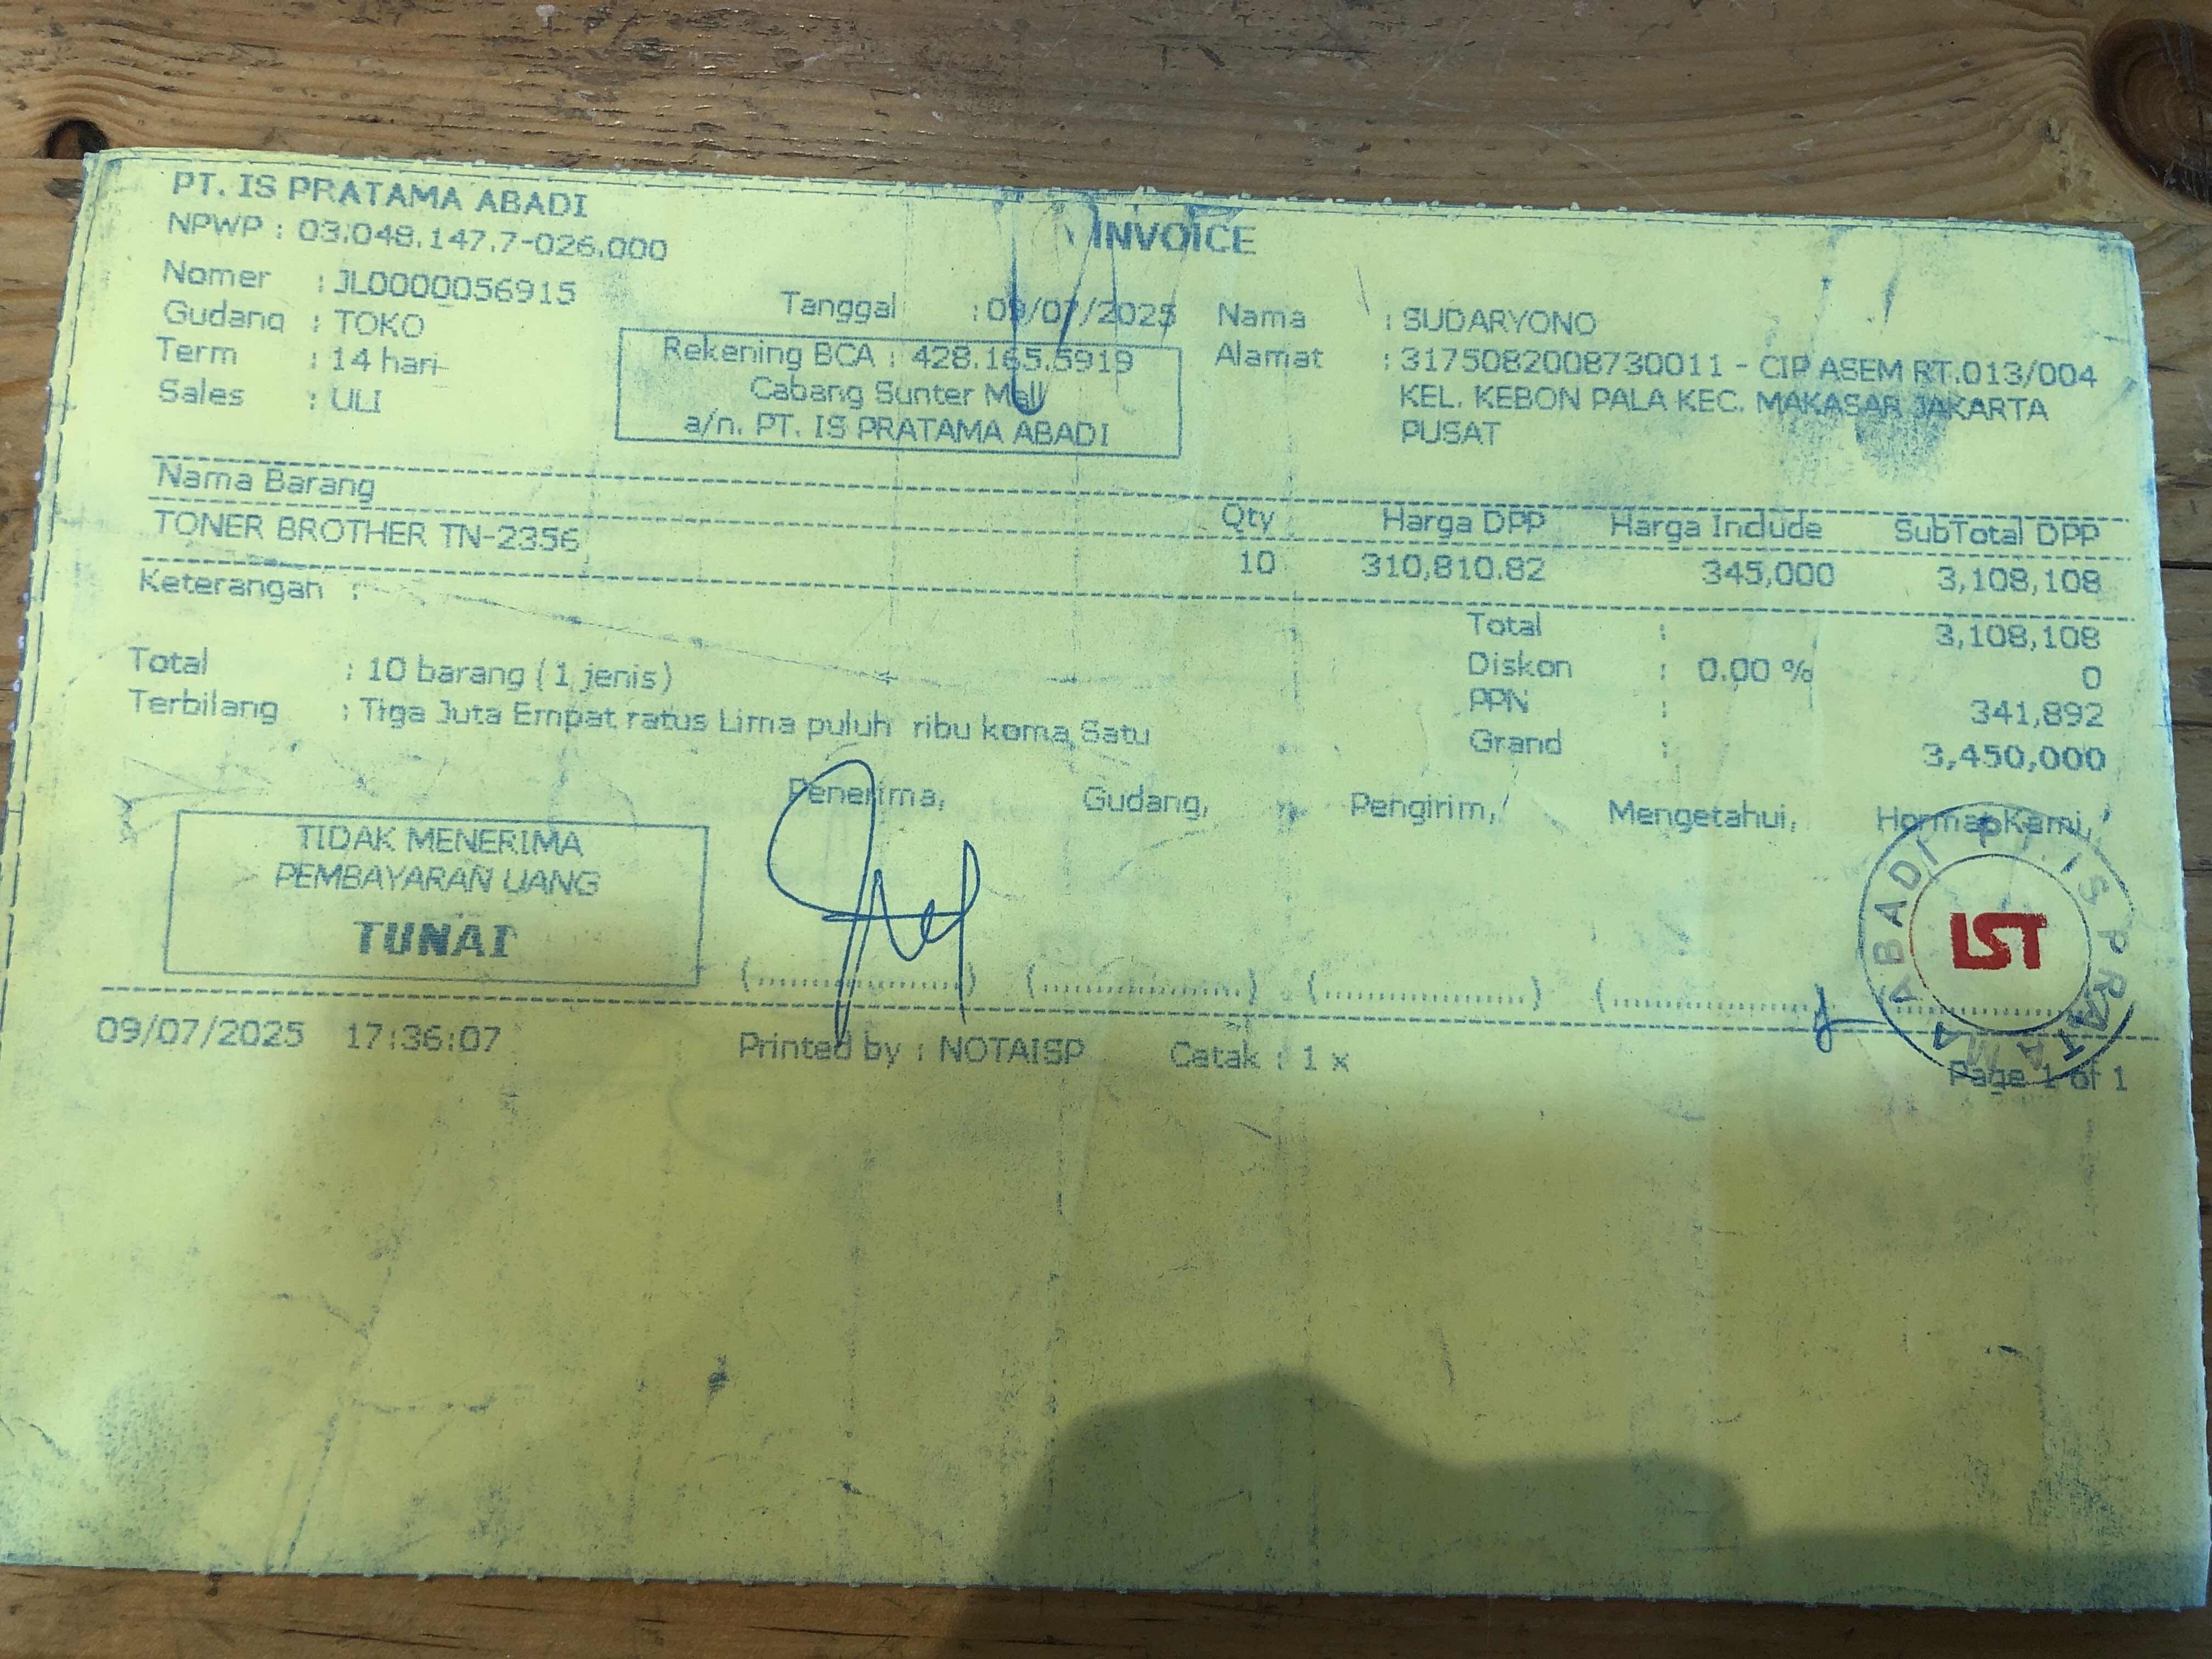 PT. IS PRATAMA ABADI
NPWP : 03.048.147.7-026.000
INVOICE
Nomer : JL0000056915
Gudang : TOKO
Term : 14 hari
Sales : ULI
Tanggal : 09/07/2025
Rekening BCA : 428.165.5919
Cabang Sunter Mall
a/n. PT. IS PRATAMA ABADI
Nama : SUDARYONO
Alamat : 3175082008730011 - CIP ASEM RT.013/004
KEL. KEBON PALA KEC. MAKASAR JAKARTA
PUSAT
Nama Barang Qty Harga DPP Harga Include SubTotal DPP
TONER BROTHER TN-2356 10 310,810.82 345,000 3,108,108
Keterangan :
Total : 3,108,108
Diskon : 0.00 % 0
PPN : 341,892
Grand : 3,450,000
Total : 10 barang ( 1 jenis)
Terbilang : Tiga Juta Empat ratus Lima puluh ribu koma Satu
TIDAK MENERIMA
PEMBAYARAN UANG
TUNAI
Penerima, Gudang, Pengirim, Mengetahui, Hormat Kami,
PT. IS PRATAMA ABADI
IST
(....................) (....................) (....................) (....................)
09/07/2025 17:36:07 Printed by : NOTAISP Catak : 1 x Page 1 of 1